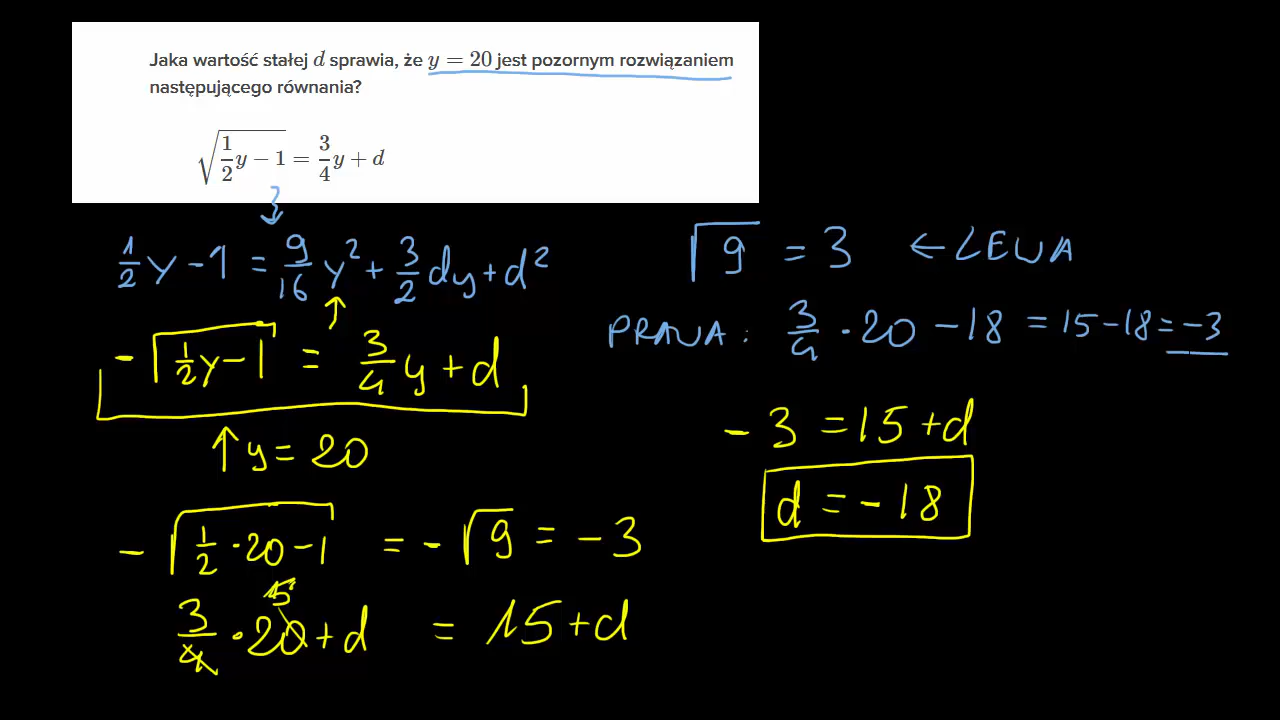 Jaka wartość stałej d sprawia, że y = 20 jest pozornym rozwiązaniem
następującego równania?
√(1/2 y − 1) = 3/4 y + d
1/2 y − 1 = 9/16 y² + 3/2 dy + d²
−√(1/2 y − 1) = 3/4 y + d
↑ y = 20
−√(1/2 · 20 − 1) = −√9 = −3
3/4 · 20 + d = 15 + d
15
√9 = 3 ← LEWA
PRAWA : 3/4 · 20 − 18 = 15 − 18 = −3
−3 = 15 + d
d = −18